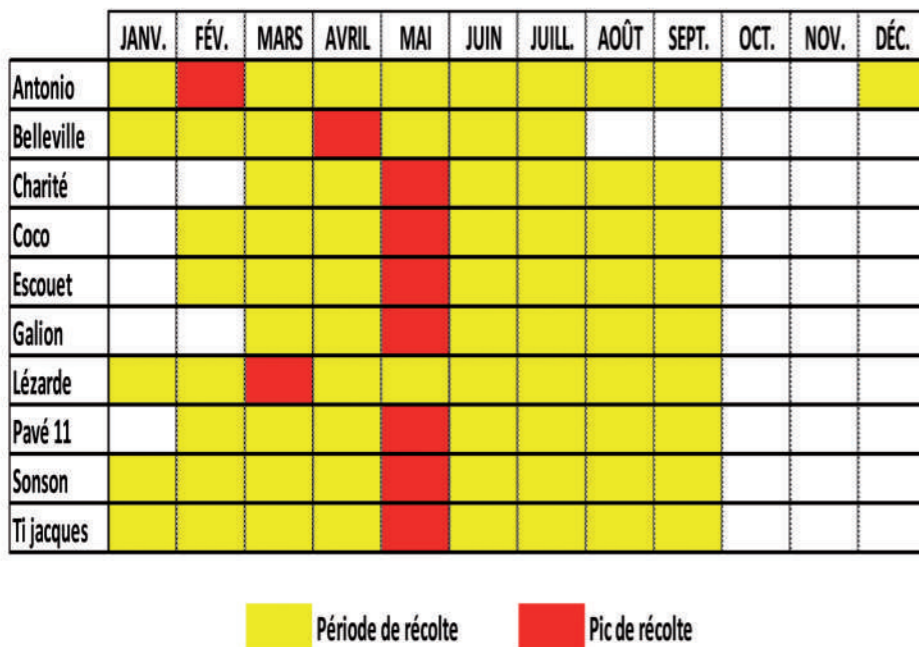 JANV. FÉV. MARS AVRIL MAI JUIN JUILL. AOÛT SEPT. OCT. NOV. DÉC.
Antonio
Belleville
Charité
Coco
Escouet
Galion
Lézarde
Pavé 11
Sonson
Ti jacques
Période de récolte Pic de récolte